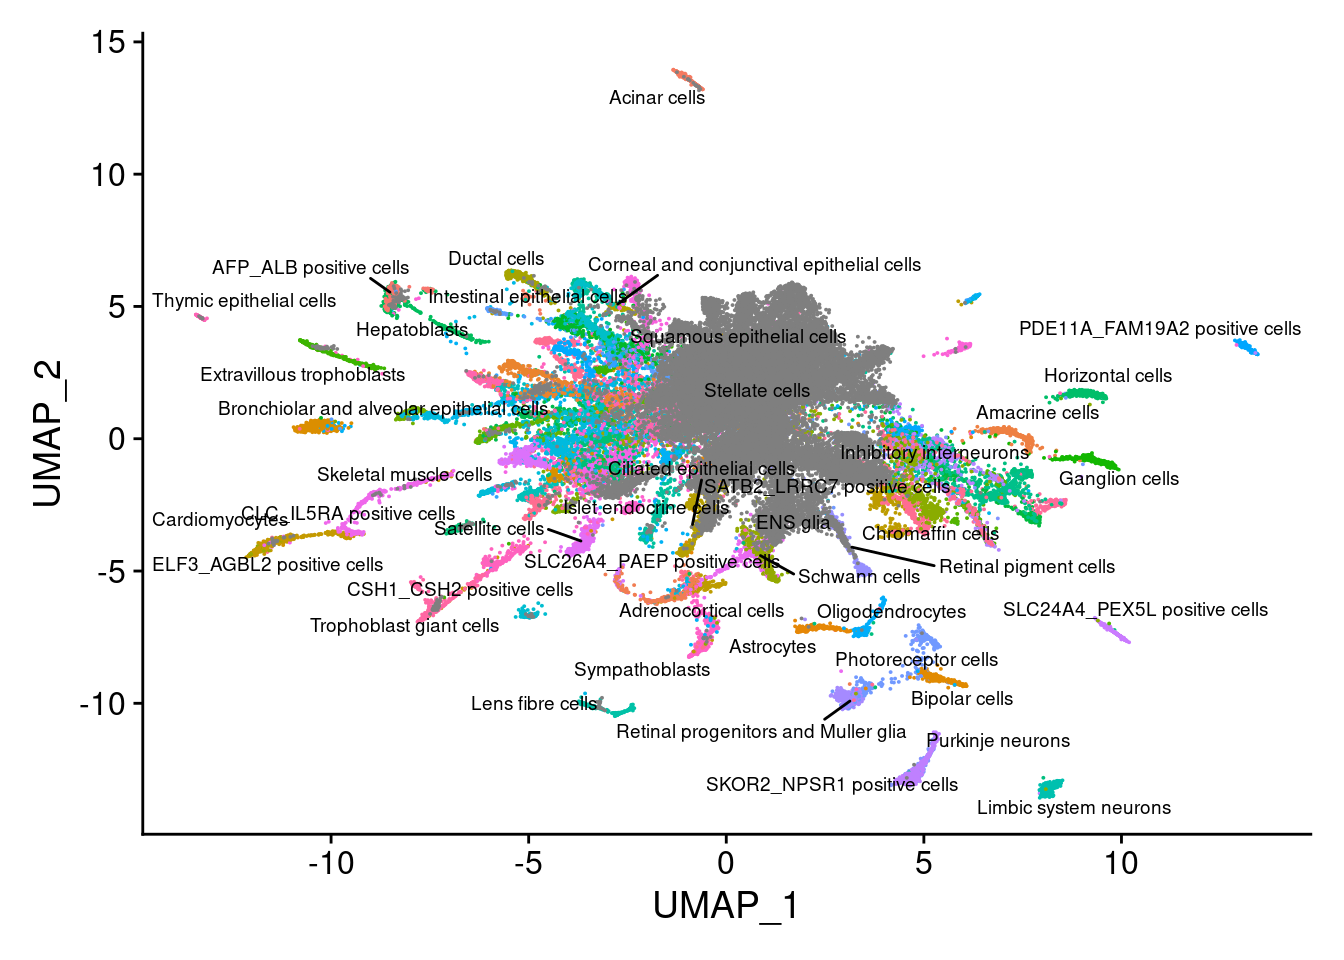 15
Acinar cells
10
Ductal cells
Corneal and conjunctival epithelial cells
AFP_ALB positive cells
Intestinal epithelial cells
Thymic epithelial cells
5
PDE11A_FAM19A2 positive cells
Hepatoblasts
Squamous epithelial cells
Extravillous trophoblasts
Horizontal cells
Stellate cells
Bronchiolar and alveolar epithelial cells
Amacrine cells
0
Inhibitory interneurons
Ciliated epithelial cells
Skeletal muscle cells
Ganglion cells
SATB2_LRRC7 positive cells
Islet endocrine cells
CLC_IL5RA positive cells
Cardiomyocytes
ENS glia
Satellite cells
Chromaffin cells
SLC26A4_PAEP positive cells
ELF3_AGBL2 positive cells
Retinal pigment cells
-5
Schwann cells
CSH1_CSH2 positive cells
Adrenocortical cells
Oligodendrocytes
SLC24A4_PEX5L positive cells
Trophoblast giant cells
Astrocytes
Photoreceptor cells
Sympathoblasts
Bipolar cells
Lens fibre cells
-10
Retinal progenitors and Muller glia
Purkinje neurons
SKOR2_NPSR1 positive cells
Limbic system neurons
-10
-5
0
5
10
UMAP_1
UMAP_2